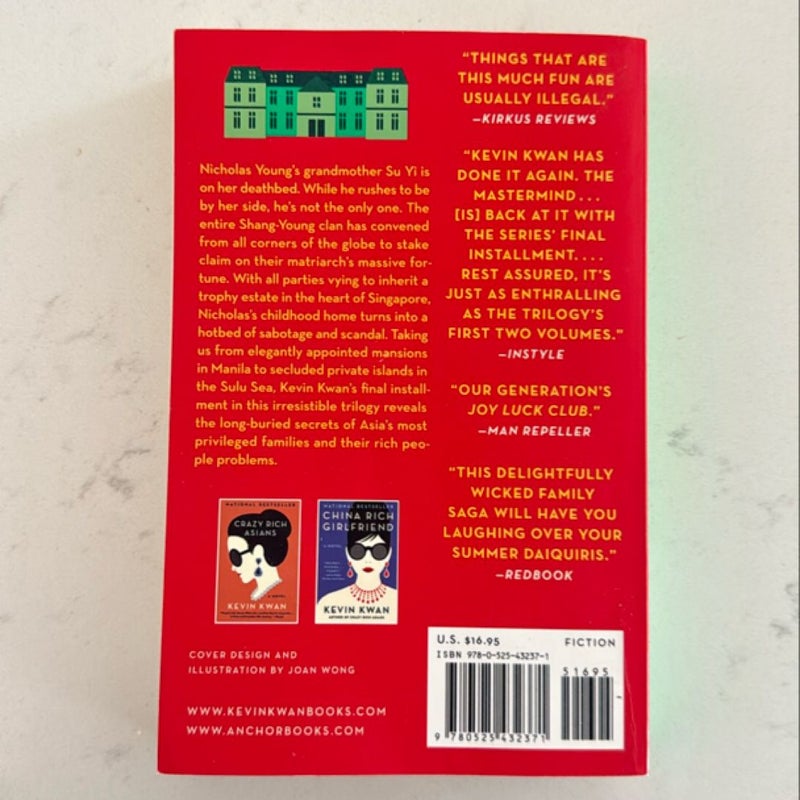 Nicholas Young's grandmother Su Yi is
on her deathbed. While he rushes to be
by her side, he's not the only one. The
entire Shang-Young clan has convened
from all corners of the globe to stake
claim on their matriarch's massive for-
tune. With all parties vying to inherit a
trophy estate in the heart of Singapore,
Nicholas's childhood home turns into a
hotbed of sabotage and scandal. Taking
us from elegantly appointed mansions
in Manila to secluded private islands in
the Sulu Sea, Kevin Kwan's final install-
ment in this irresistible trilogy reveals
the long-buried secrets of Asia's most
privileged families and their rich peo-
ple problems.
NATIONAL BESTSELLER
CRAZY RICH
ASIANS
A NOVEL
KEVIN KWAN
NATIONAL BESTSELLER
CHINA RICH
GIRLFRIEND
A NOVEL
KEVIN KWAN
AUTHOR OF CRAZY RICH ASIANS
COVER DESIGN AND
ILLUSTRATION BY JOAN WONG
WWW.KEVINKWANBOOKS.COM
WWW.ANCHORBOOKS.COM
"THINGS THAT ARE
THIS MUCH FUN ARE
USUALLY ILLEGAL."
—KIRKUS REVIEWS
"KEVIN KWAN HAS
DONE IT AGAIN. THE
MASTERMIND...
[IS] BACK AT IT WITH
THE SERIES' FINAL
INSTALLMENT....
REST ASSURED, IT'S
JUST AS ENTHRALLING
AS THE TRILOGY'S
FIRST TWO VOLUMES."
—INSTYLE
"OUR GENERATION'S
JOY LUCK CLUB."
—MAN REPELLER
"THIS DELIGHTFULLY
WICKED FAMILY
SAGA WILL HAVE YOU
LAUGHING OVER YOUR
SUMMER DAIQUIRIS."
—REDBOOK
U.S. $16.95 FICTION
ISBN 978-0-525-43237-1
51695
9 780525 432371